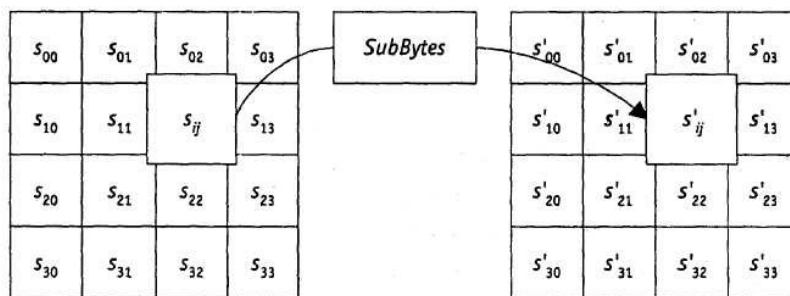 s00 s01 s02 s03 SubBytes s'00 s'01 s'02 s'03
s10 s11 sij s13 s'10 s'11 s'ij s'13
s20 s21 s22 s23 s'20 s'21 s'22 s'23
s30 s31 s32 s33 s'30 s'31 s'32 s'33